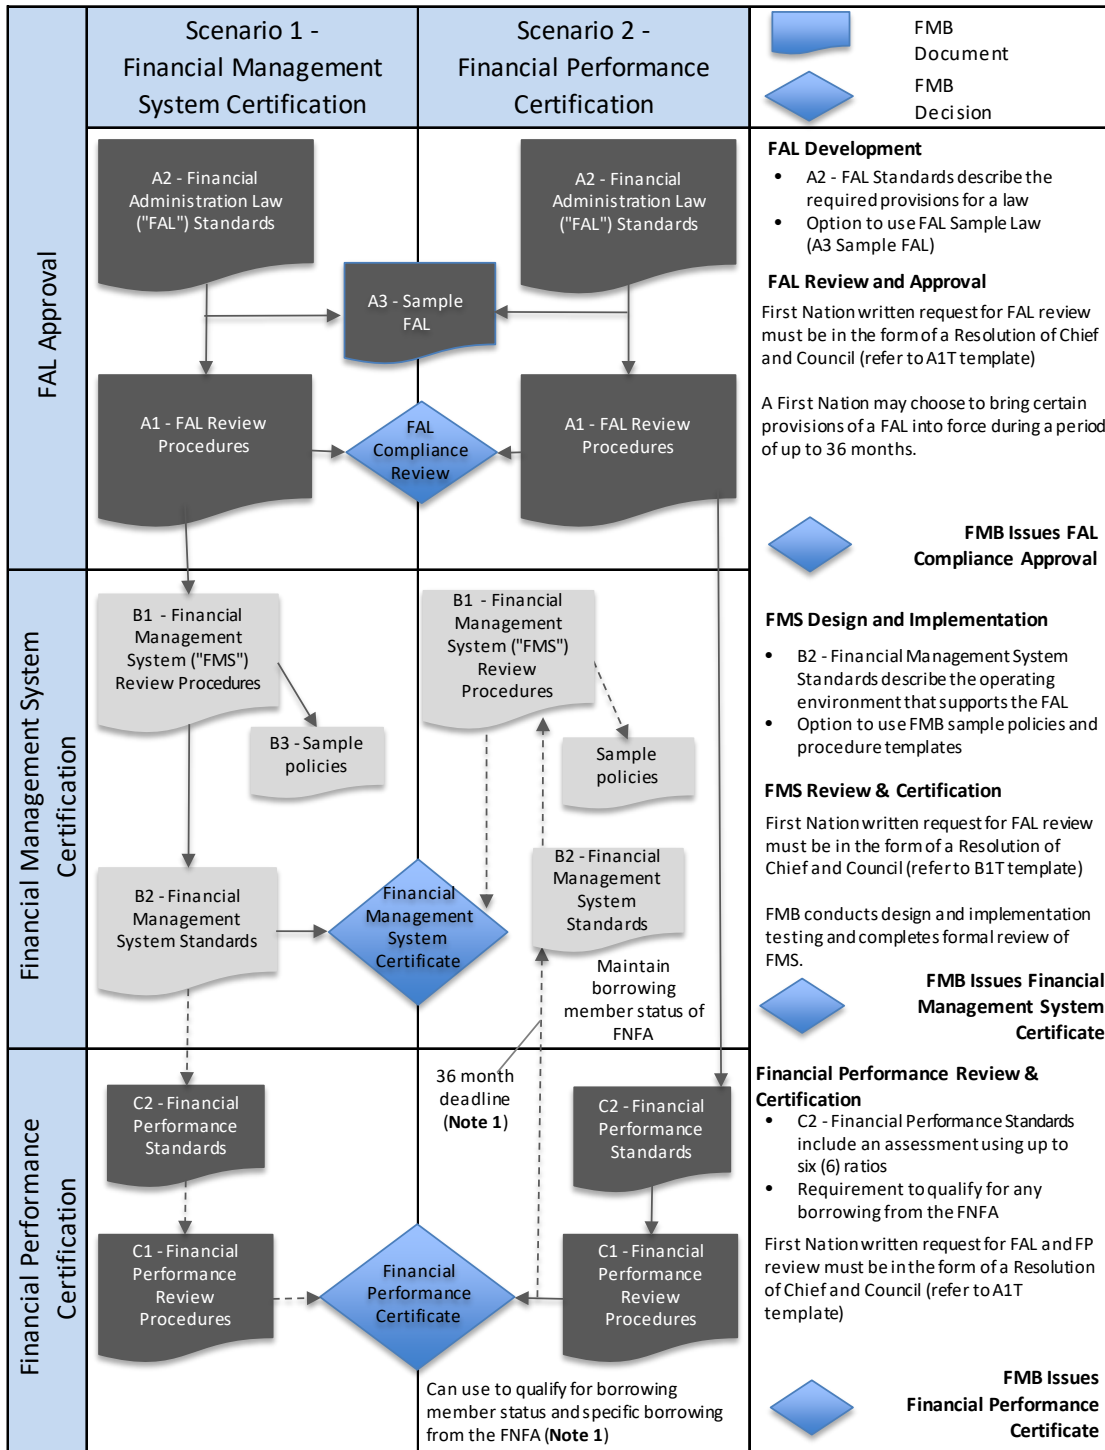 Scenario 1 -
Financial Management
System Certification
Scenario 2 -
Financial Performance
Certification
FMB
Document
FMB
Decision
FAL Approval
A2 - Financial
Administration Law
("FAL") Standards
A2 - Financial
Administration Law
("FAL") Standards
A3 - Sample
FAL
A1 - FAL Review
Procedures
FAL
Compliance
Review
A1 - FAL Review
Procedures
FAL Development
• A2 - FAL Standards describe the
required provisions for a law
• Option to use FAL Sample Law
(A3 Sample FAL)
FAL Review and Approval
First Nation written request for FAL review
must be in the form of a Resolution of Chief
and Council (refer to A1T template)
A First Nation may choose to bring certain
provisions of a FAL into force during a period
of up to 36 months.
FMB Issues FAL
Compliance Approval
Financial Management System
Certification
B1 - Financial
Management
System ("FMS")
Review Procedures
B3 - Sample
policies
B2 - Financial
Management
System Standards
Financial
Management
System
Certificate
B1 - Financial
Management
System ("FMS")
Review
Procedures
Sample
policies
B2 - Financial
Management
System
Standards
Maintain
borrowing
member status of
FNFA
FMS Design and Implementation
• B2 - Financial Management System
Standards describe the operating
environment that supports the FAL
• Option to use FMB sample policies and
procedure templates
FMS Review & Certification
First Nation written request for FAL review
must be in the form of a Resolution of
Chief and Council (refer to B1T template)
FMB conducts design and implementation
testing and completes formal review of
FMS.
FMB Issues Financial
Management System
Certificate
Financial Performance
Certification
C2 - Financial
Performance
Standards
C1 - Financial
Performance
Review
Procedures
36 month
deadline
(Note 1)
Financial
Performance
Certificate
C2 - Financial
Performance
Standards
C1 - Financial
Performance
Review
Procedures
Can use to qualify for borrowing
member status and specific borrowing
from the FNFA (Note 1)
Financial Performance Review &
Certification
• C2 - Financial Performance Standards
include an assessment using up to
six (6) ratios
• Requirement to qualify for any
borrowing from the FNFA
First Nation written request for FAL and FP
review must be in the form of a Resolution
of Chief and Council (refer to A1T
template)
FMB Issues
Financial Performance
Certificate